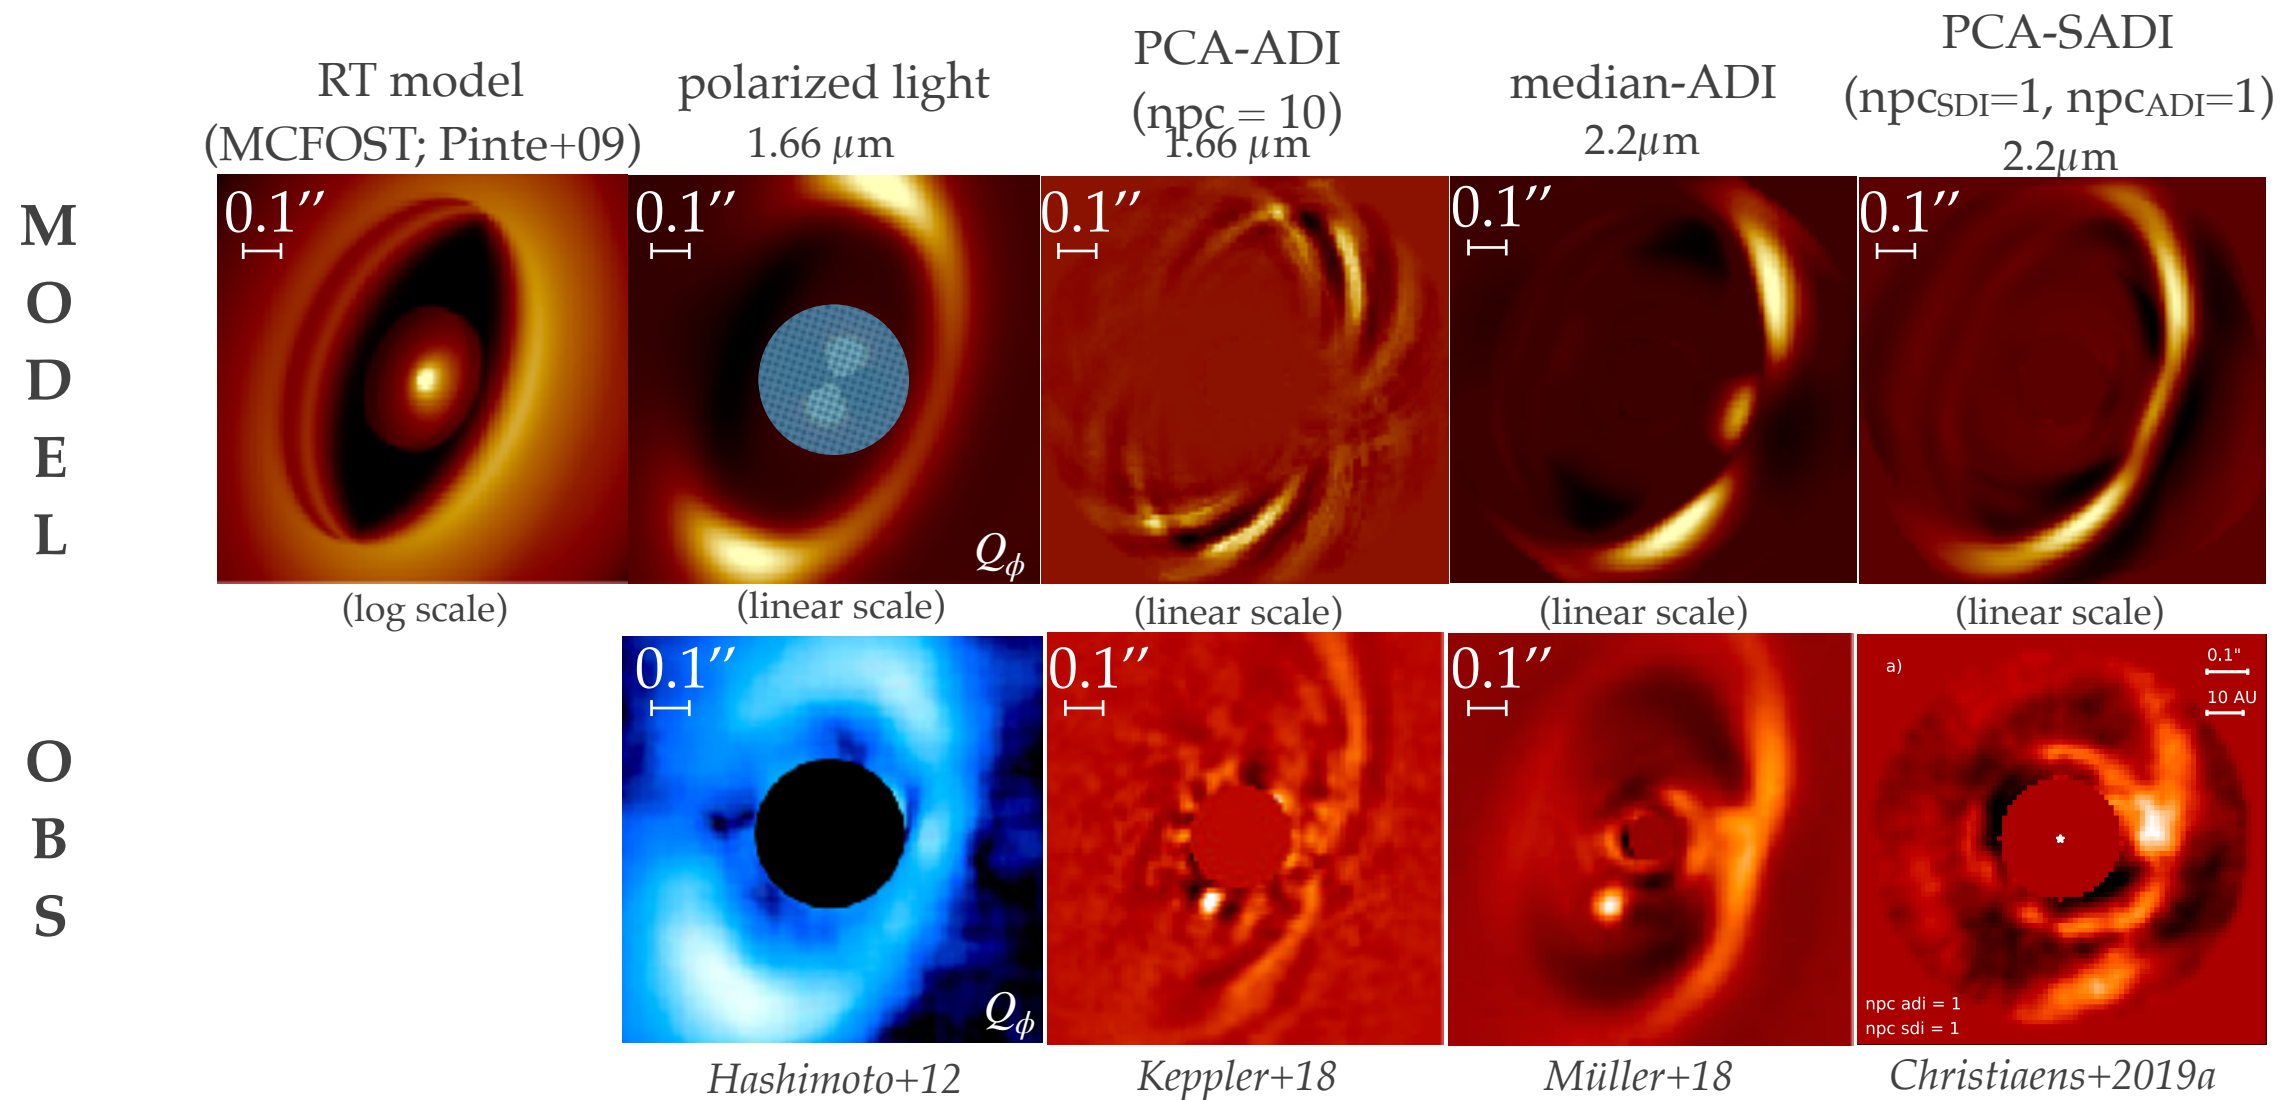 RT model
(MCFOST; Pinte+09)
polarized light
1.66 μm
PCA-ADI
(npc = 10)
1.66 μm
median-ADI
2.2μm
PCA-SADI
(npcSDI=1, npcADI=1)
2.2μm
MODEL
0.1″
0.1″
Qϕ
0.1″
0.1″
0.1″
(log scale)
(linear scale)
(linear scale)
(linear scale)
(linear scale)
OBS
0.1″
Qϕ
0.1″
0.1″
a)
0.1"
10 AU
npc adi = 1
npc sdi = 1
Hashimoto+12
Keppler+18
Müller+18
Christiaens+2019a